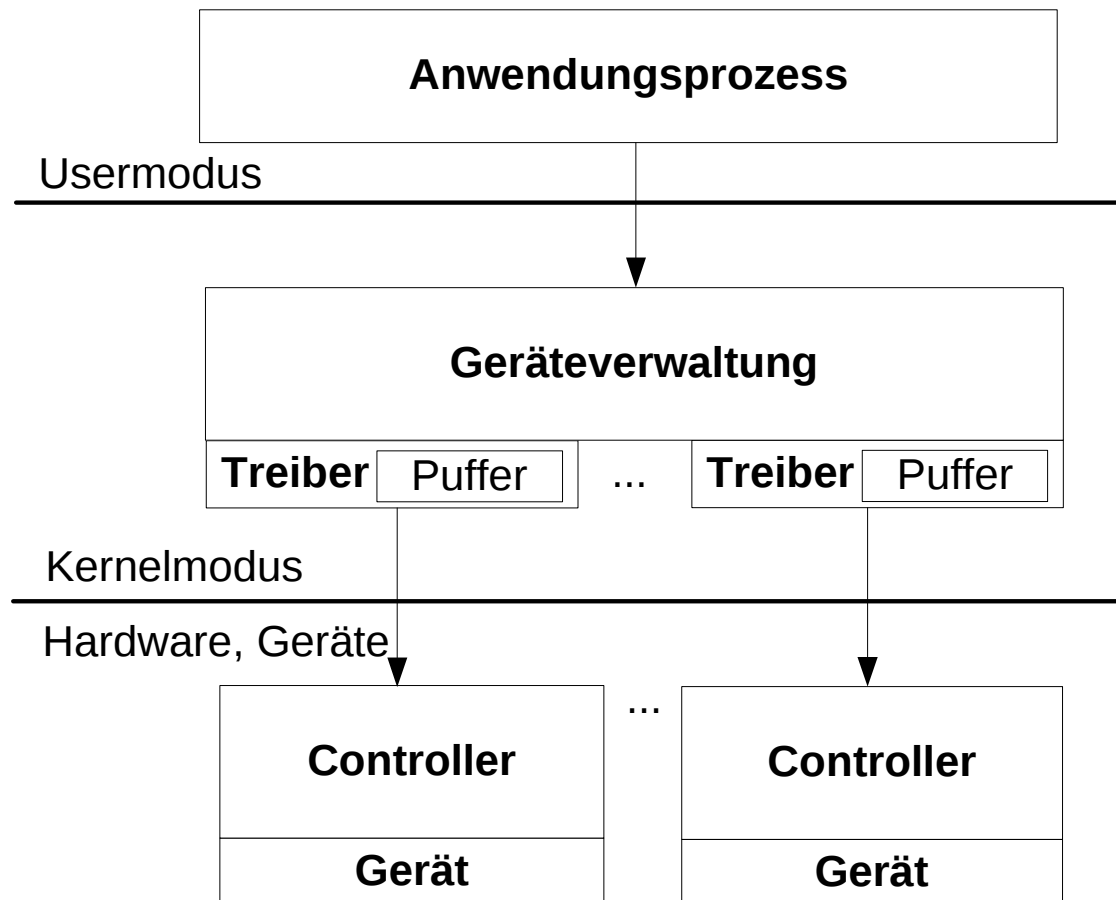 Anwendungsprozess
Usermodus
Geräteverwaltung
Treiber Puffer ... Treiber Puffer
Kernelmodus
Hardware, Geräte
...
Controller Controller
Gerät Gerät